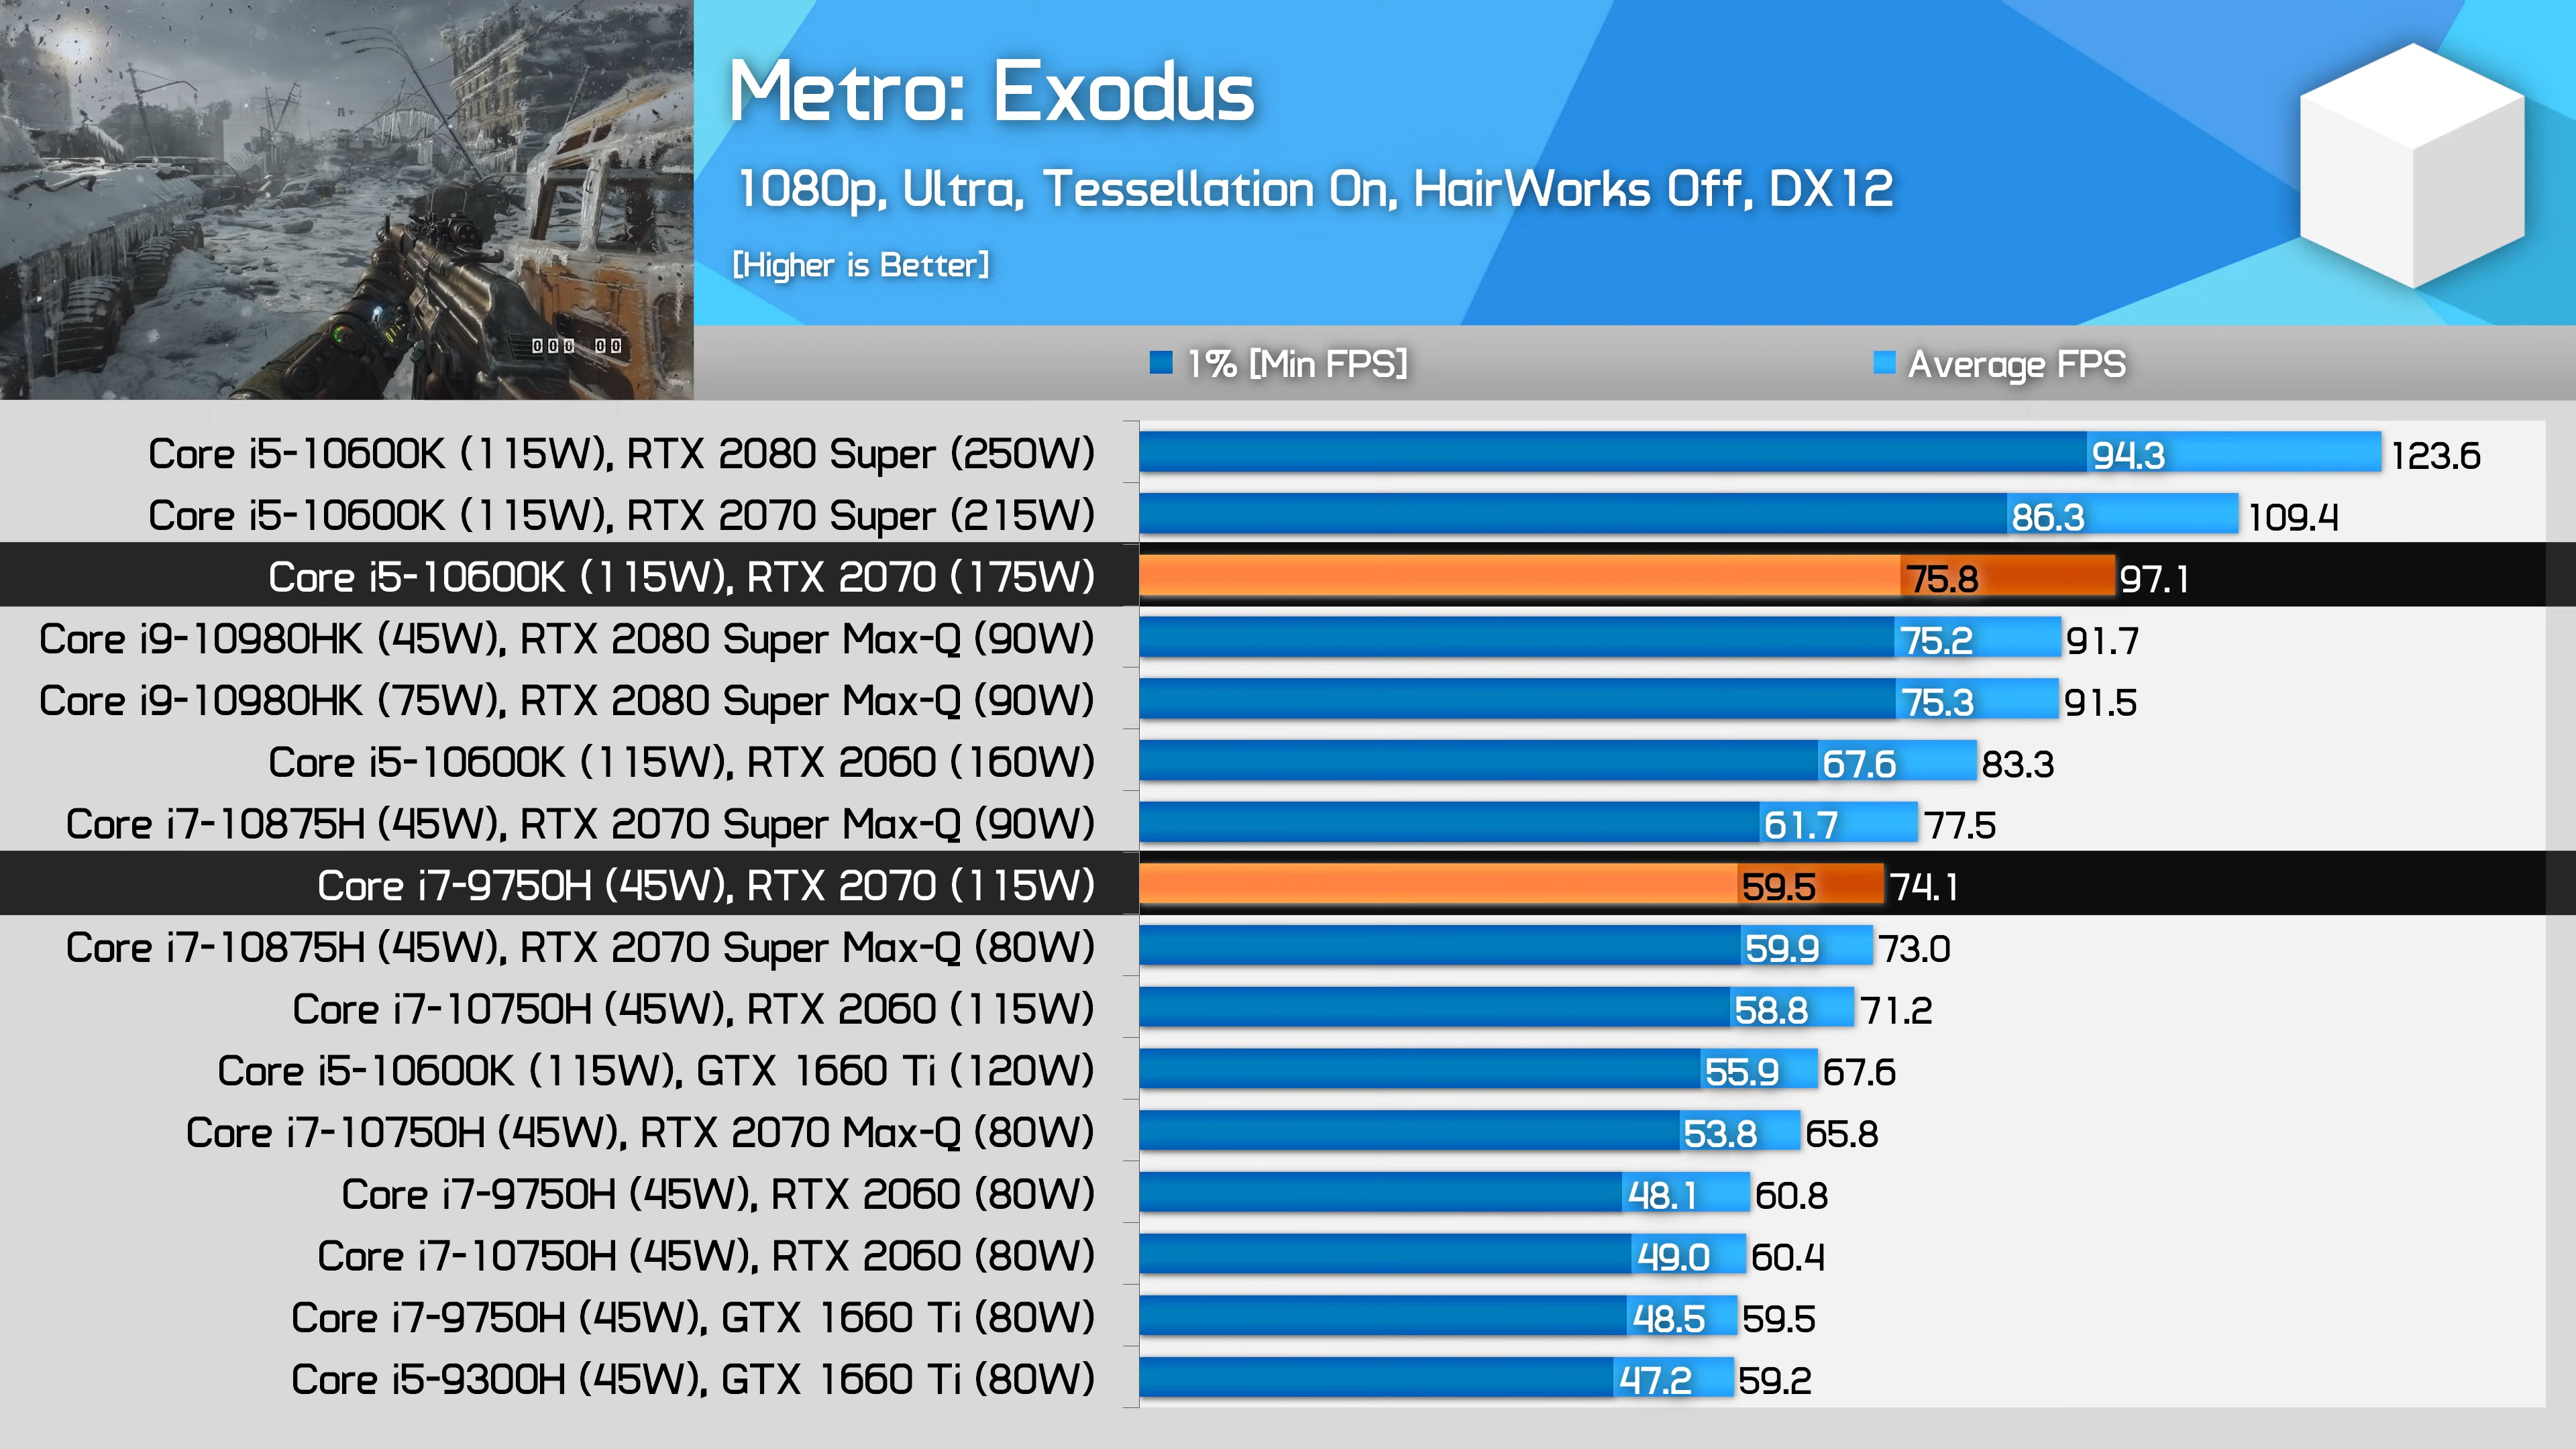 Metro: Exodus
1080p, Ultra, Tessellation On, HairWorks Off, DX12
[Higher is Better]
000 00
1% [Min FPS] Average FPS
Core i5-10600K (115W), RTX 2080 Super (250W) 94.3 123.6
Core i5-10600K (115W), RTX 2070 Super (215W) 86.3 109.4
Core i5-10600K (115W), RTX 2070 (175W) 75.8 97.1
Core i9-10980HK (45W), RTX 2080 Super Max-Q (90W) 75.2 91.7
Core i9-10980HK (75W), RTX 2080 Super Max-Q (90W) 75.3 91.5
Core i5-10600K (115W), RTX 2060 (160W) 67.6 83.3
Core i7-10875H (45W), RTX 2070 Super Max-Q (90W) 61.7 77.5
Core i7-9750H (45W), RTX 2070 (115W) 59.5 74.1
Core i7-10875H (45W), RTX 2070 Super Max-Q (80W) 59.9 73.0
Core i7-10750H (45W), RTX 2060 (115W) 58.8 71.2
Core i5-10600K (115W), GTX 1660 Ti (120W) 55.9 67.6
Core i7-10750H (45W), RTX 2070 Max-Q (80W) 53.8 65.8
Core i7-9750H (45W), RTX 2060 (80W) 48.1 60.8
Core i7-10750H (45W), RTX 2060 (80W) 49.0 60.4
Core i7-9750H (45W), GTX 1660 Ti (80W) 48.5 59.5
Core i5-9300H (45W), GTX 1660 Ti (80W) 47.2 59.2